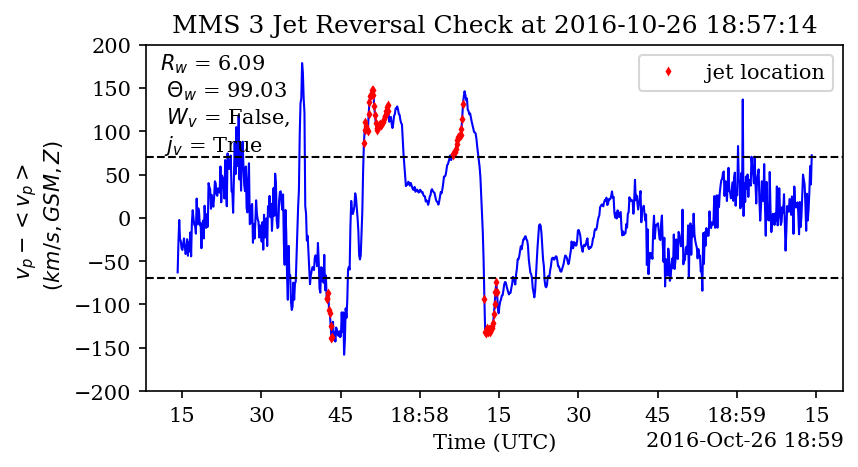 MMS 3 Jet Reversal Check at 2016-10-26 18:57:14
200
150
100
50
0
−50
−100
−150
−200
v_p − <v_p>
(km/s, GSM, Z)
R_w = 6.09
Θ_w = 99.03
W_v = False,
j_v = True
jet location
15 30 45 18:58 15 30 45 18:59 15
Time (UTC)
2016-Oct-26 18:59